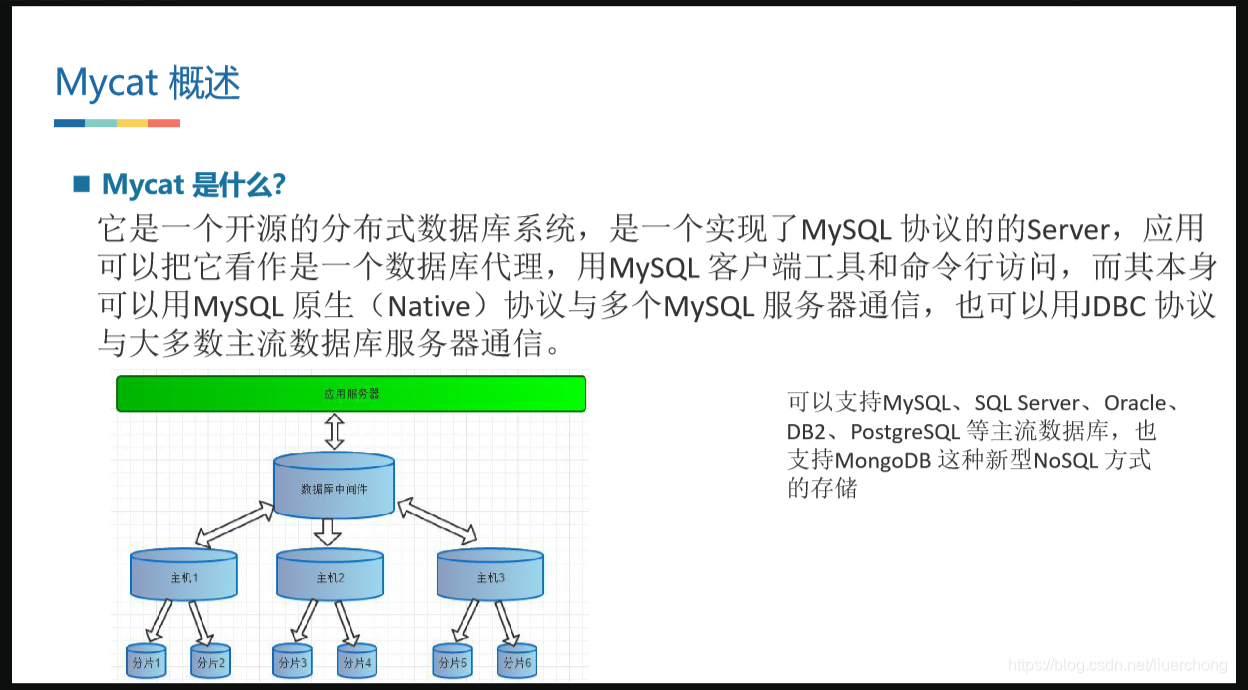 Mycat 概述
Mycat 是什么?
它是一个开源的分布式数据库系统，是一个实现了MySQL 协议的的Server，应用
可以把它看作是一个数据库代理，用MySQL 客户端工具和命令行访问，而其本身
可以用MySQL 原生（Native）协议与多个MySQL 服务器通信，也可以用JDBC 协议
与大多数主流数据库服务器通信。
应用服务器
数据库中间件
主机1
主机2
主机3
分片1
分片2
分片3
分片4
分片5
分片6
可以支持MySQL、SQL Server、Oracle、
DB2、PostgreSQL 等主流数据库，也
支持MongoDB 这种新型NoSQL 方式
的存储
https://blog.csdn.net/liuerchong